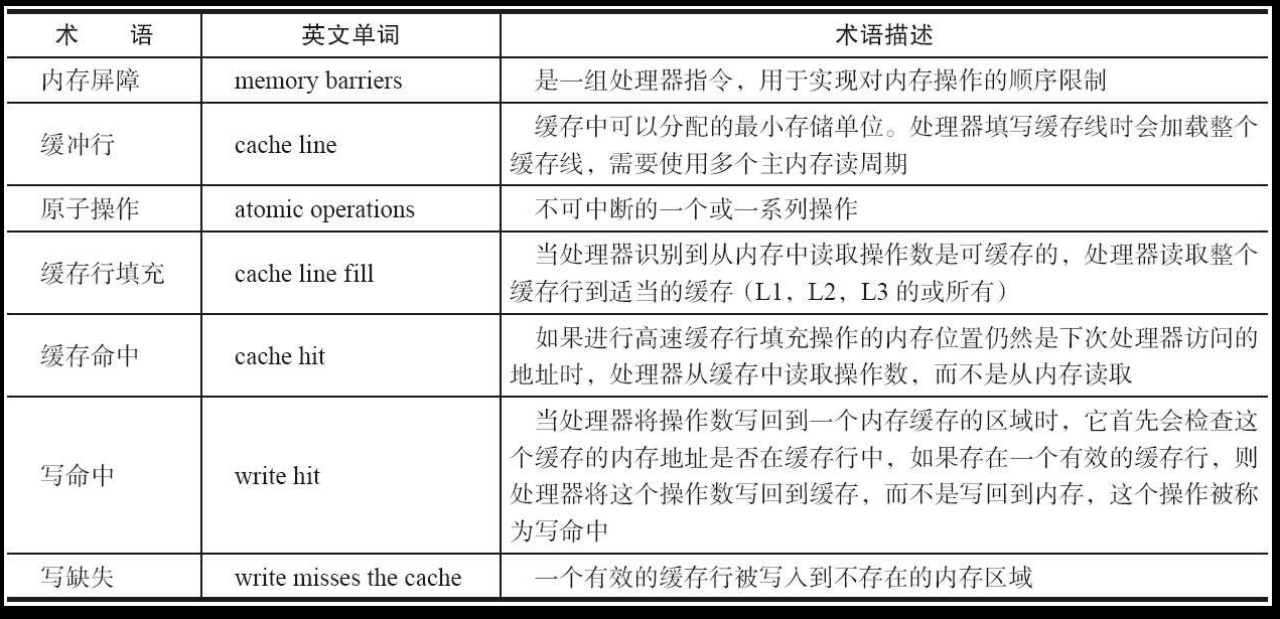 术 语 英文单词 术语描述
内存屏障 memory barriers 是一组处理器指令，用于实现对内存操作的顺序限制
缓冲行 cache line 缓存中可以分配的最小存储单位。处理器填写缓存线时会加载整个
缓存线，需要使用多个主内存读周期
原子操作 atomic operations 不可中断的一个或一系列操作
缓存行填充 cache line fill 当处理器识别到从内存中读取操作数是可缓存的，处理器读取整个
缓存行到适当的缓存（L1，L2，L3 的或所有）
缓存命中 cache hit 如果进行高速缓存行填充操作的内存位置仍然是下次处理器访问的
地址时，处理器从缓存中读取操作数，而不是从内存读取
写命中 write hit 当处理器将操作数写回到一个内存缓存的区域时，它首先会检查这
个缓存的内存地址是否在缓存行中，如果存在一个有效的缓存行，则
处理器将这个操作数写回到缓存，而不是写回到内存，这个操作被称
为写命中
写缺失 write misses the cache 一个有效的缓存行被写入到不存在的内存区域